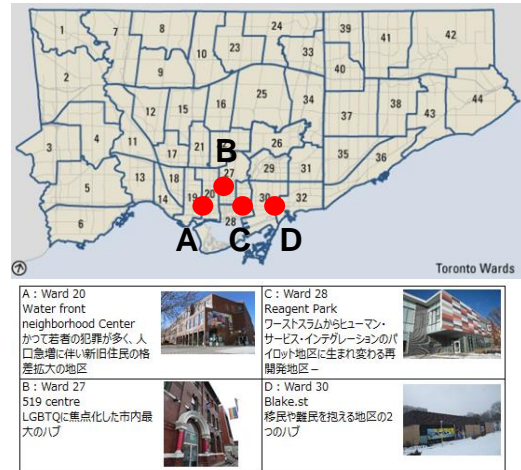 1
7
8
24
39
41
42
10
23
33
9
40
2
12
15
16
25
34
44
37
38
43
3
4
11
21
26
17
B
27
29
31
35
36
5
13
18
14
19
20
30
32
6
28
A
C
D
Toronto Wards
A：Ward 20
Water front
neighborhood Center
かつて若者の犯罪が多く、人
口急増に伴い新旧住民の格
差拡大の地区
C：Ward 28
Reagent Park
ワーストスラムからヒューマン・
サービス・インテグレーションのパ
イロット地区に生まれ変わる再
開発地区－
B：Ward 27
519 centre
LGBTQに焦点化した市内最
大のハブ
D：Ward 30
Blake.st
移民や難民を抱える地区の2
つのハブ